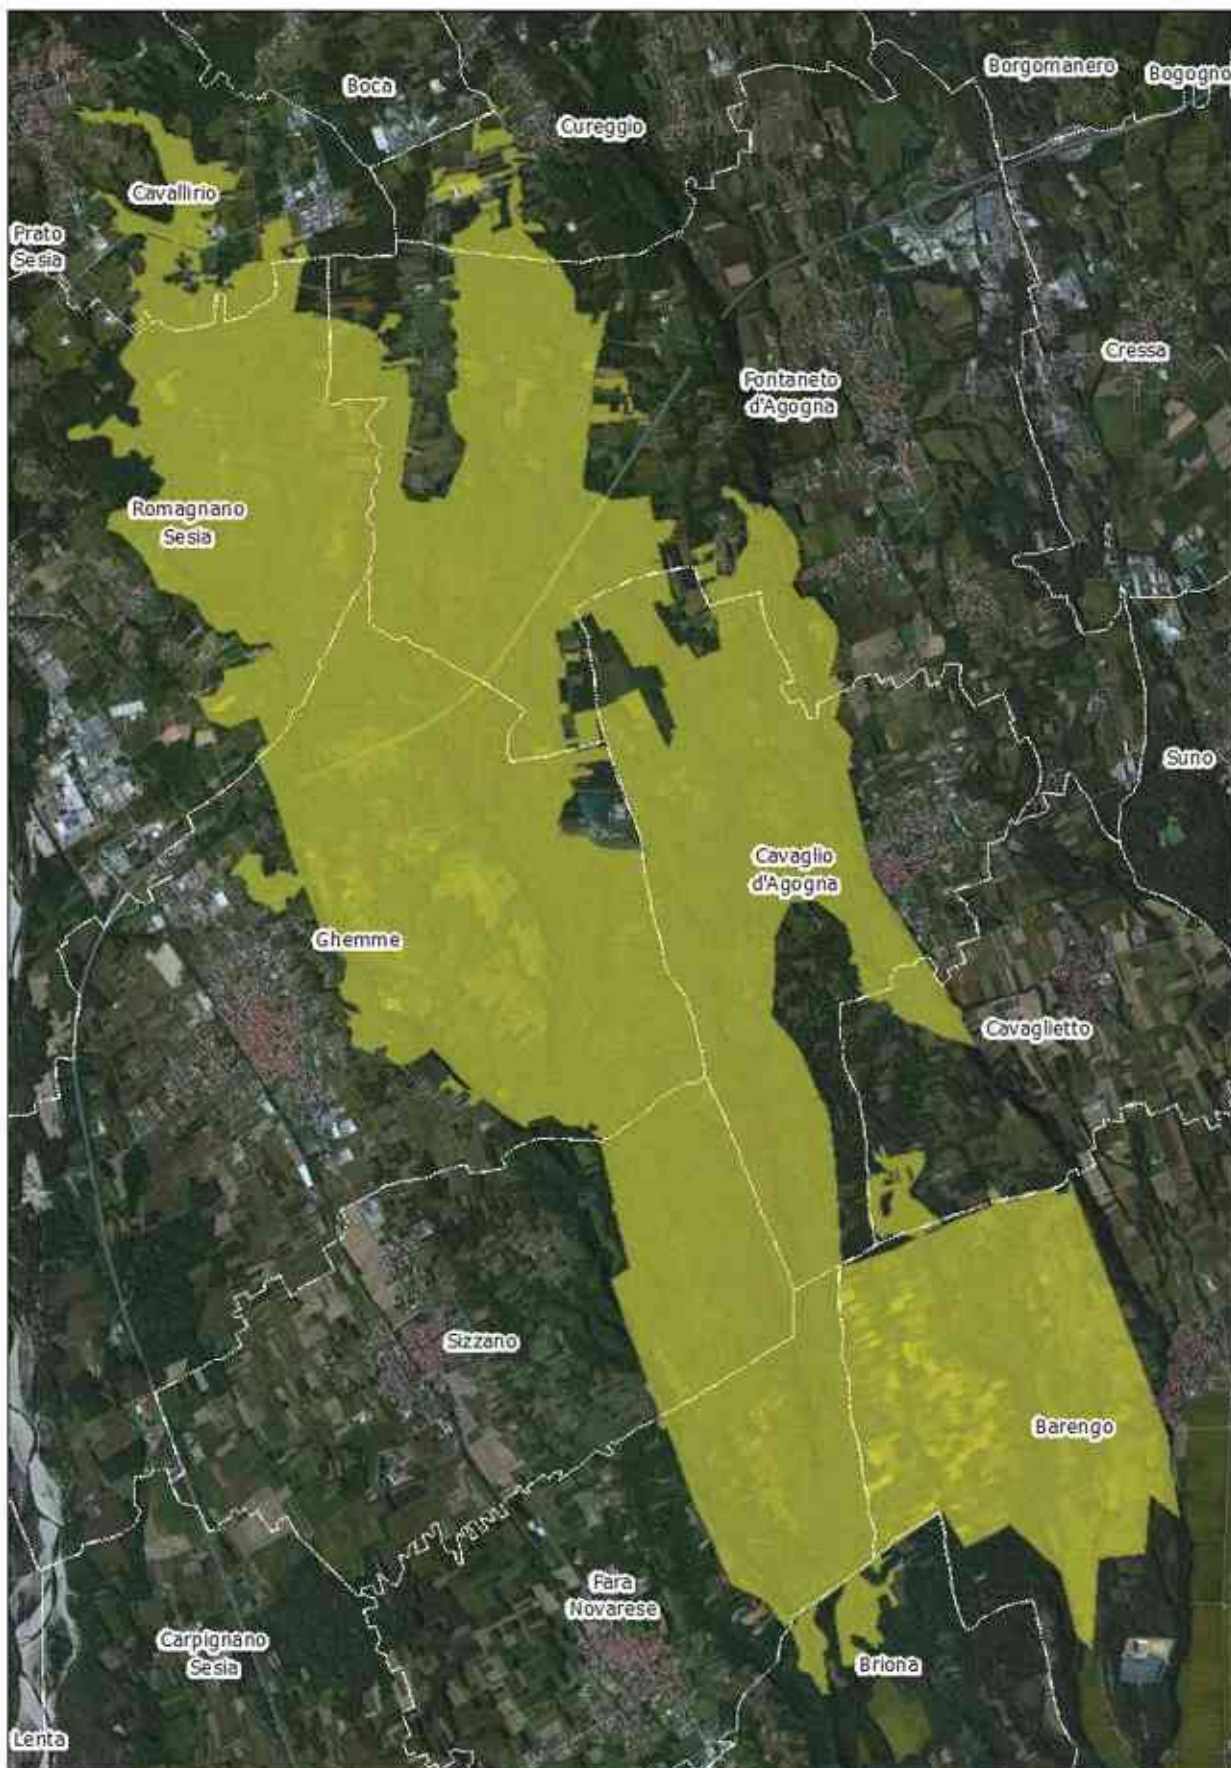 Borgomanero
Bogogno
Boca
Cureggio
Cavallirio
Prato
Sesia
Cressa
Fontaneto
d'Agogna
Romagnano
Sesia
Suno
Cavaglio
d'Agogna
Ghemme
Cavaglietto
Sizzano
Barengo
Fara
Novarese
Carpignano
Sesia
Briona
Lenta